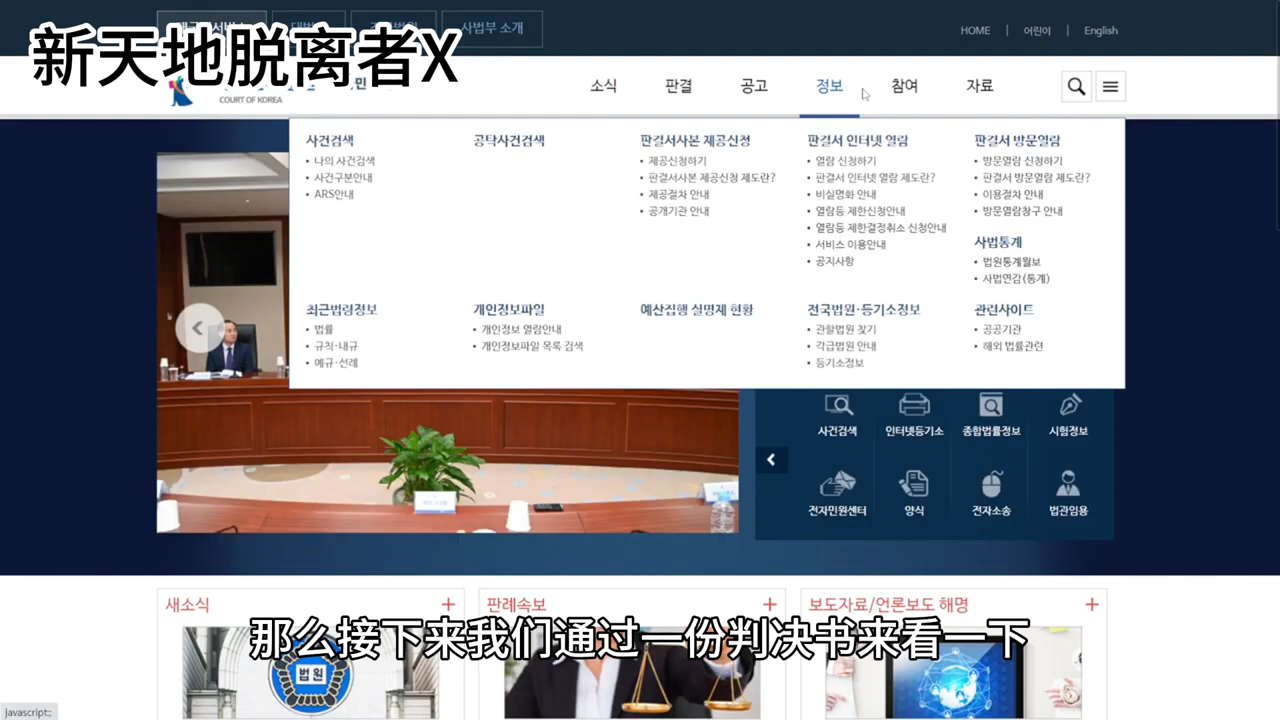 사법부 소개
HOME | 어린이 | English
新天地脱离者X
COURT OF KOREA
소식 판결 공고 정보 참여 자료
사건검색
• 나의 사건검색
• 사건구분안내
• ARS안내
공탁사건검색
판결서사본 제공신청
• 제공신청하기
• 판결서사본 제공신청 제도란?
• 제공절차 안내
• 공개기관 안내
판결서 인터넷 열람
• 열람 신청하기
• 판결서 인터넷 열람 제도란?
• 비실명화 안내
• 열람등 제한신청안내
• 열람등 제한결정취소 신청안내
• 서비스 이용안내
• 공지사항
판결서 방문열람
• 방문열람 신청하기
• 판결서 방문열람 제도란?
• 이용절차 안내
• 방문열람창구 안내
사법통계
• 법원통계월보
• 사법연감(통계)
최근법령정보
• 법률
• 규칙·내규
• 예규·선례
개인정보파일
• 개인정보 열람안내
• 개인정보파일 목록 검색
예산집행 실명제 현황
전국법원·등기소정보
• 관할법원 찾기
• 각급법원 안내
• 등기소정보
관련사이트
• 공공기관
• 해외 법률관련
사건검색 인터넷등기소 종합법률정보 시험정보
전자민원센터 양식 전자소송 법관임용
새소식 + 판례속보 + 보도자료/언론보도 해명 +
那么接下来我们通过一份判决书来看一下
법원
javascript:;